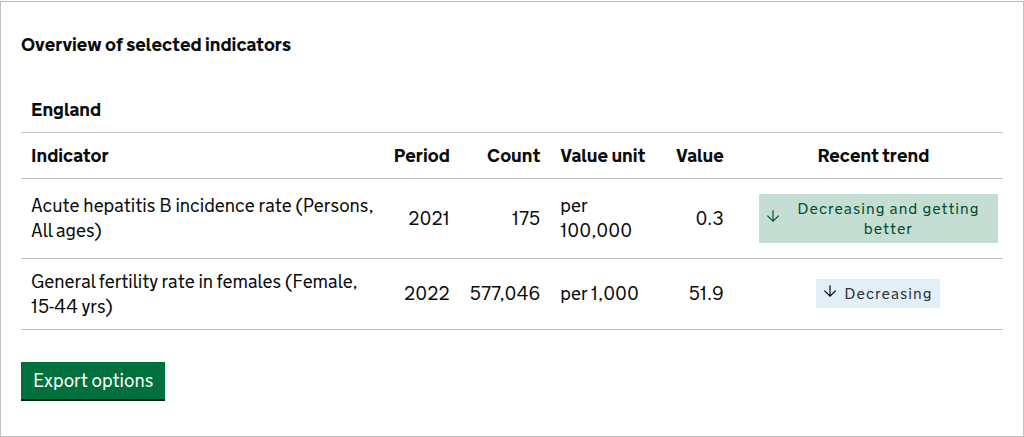 Overview of selected indicators
England
Indicator Period Count Value unit Value Recent trend
Acute hepatitis B incidence rate (Persons, All ages) 2021 175 per 100,000 0.3 ↓ Decreasing and getting better
General fertility rate in females (Female, 15-44 yrs) 2022 577,046 per 1,000 51.9 ↓ Decreasing
Export options